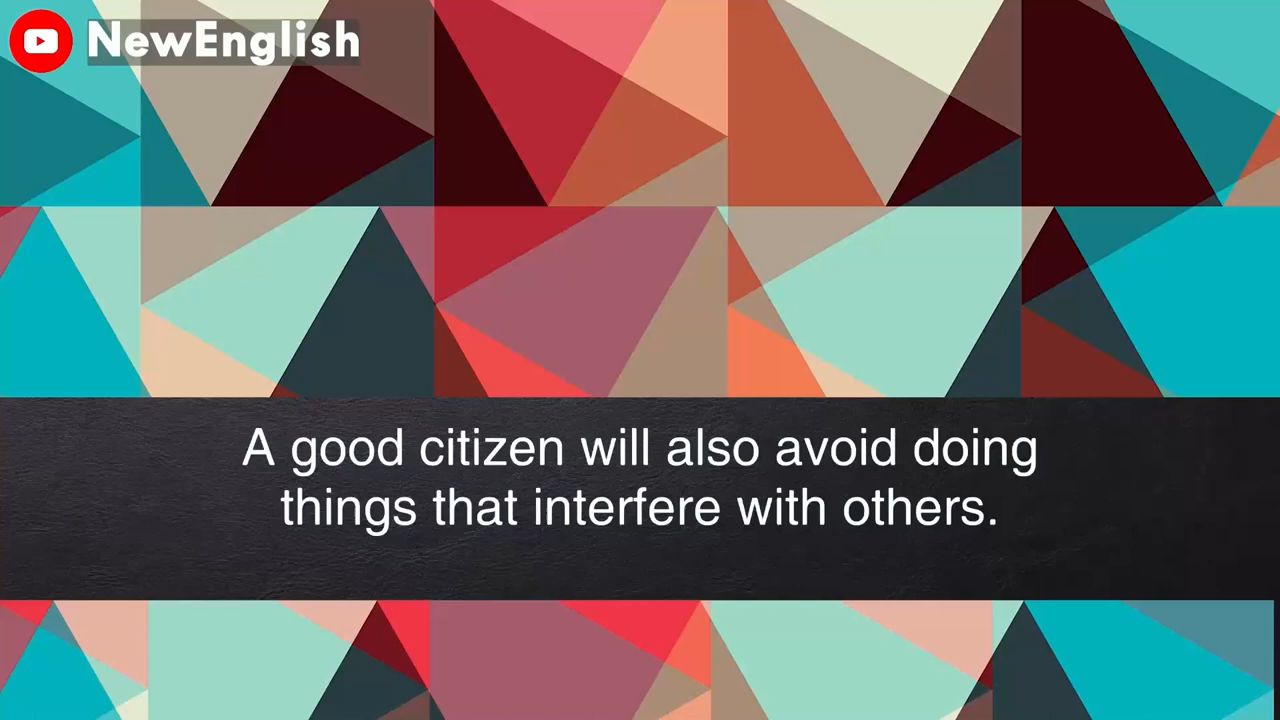 NewEnglish
A good citizen will also avoid doing
things that interfere with others.